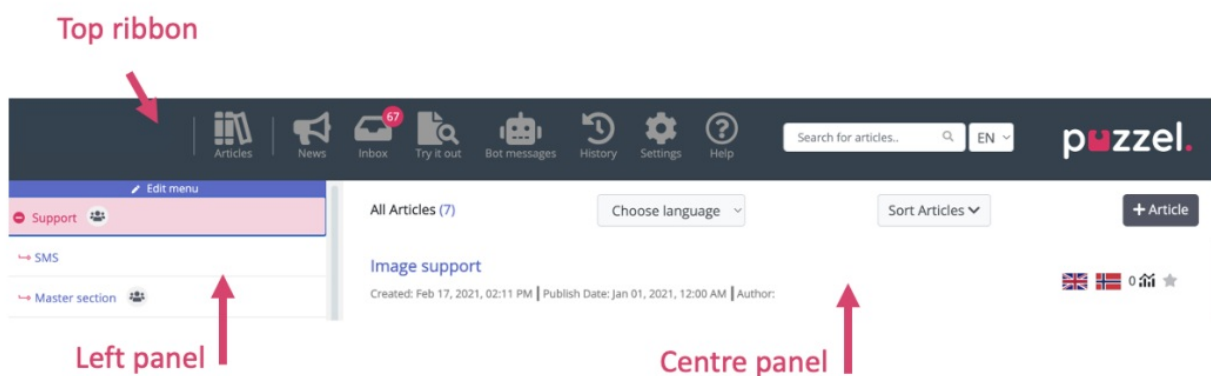 Top ribbon
67
Articles News Inbox Try it out Bot messages History Settings Help
Search for articles.. EN
puzzel.
Edit menu
Support
SMS
Master section
All Articles (7) Choose language Sort Articles + Article
Image support
Created: Feb 17, 2021, 02:11 PM | Publish Date: Jan 01, 2021, 12:00 AM | Author:
0
Left panel
Centre panel